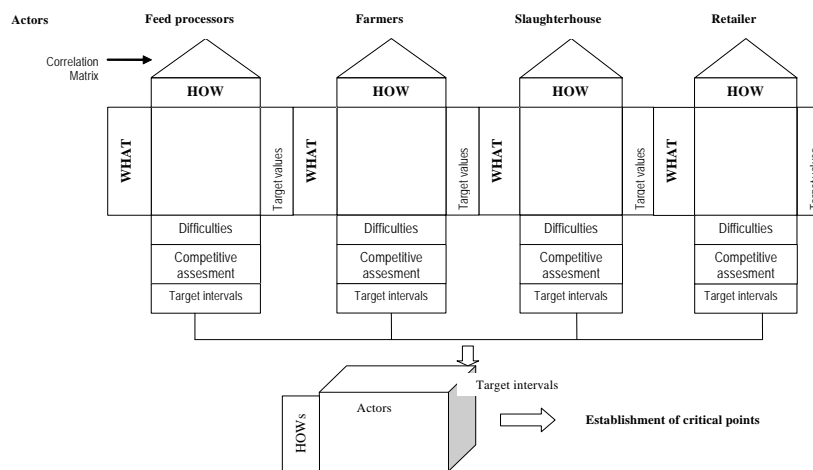 Actors Feed processors Farmers Slaughterhouse Retailer
Correlation
Matrix
HOW HOW HOW HOW
WHAT Target values WHAT Target values WHAT Target values WHAT Target values
Difficulties Difficulties Difficulties Difficulties
Competitive Competitive Competitive Competitive
assesment assesment assesment assesment
Target intervals Target intervals Target intervals Target intervals
Target intervals
Actors
HOWs
Establishment of critical points